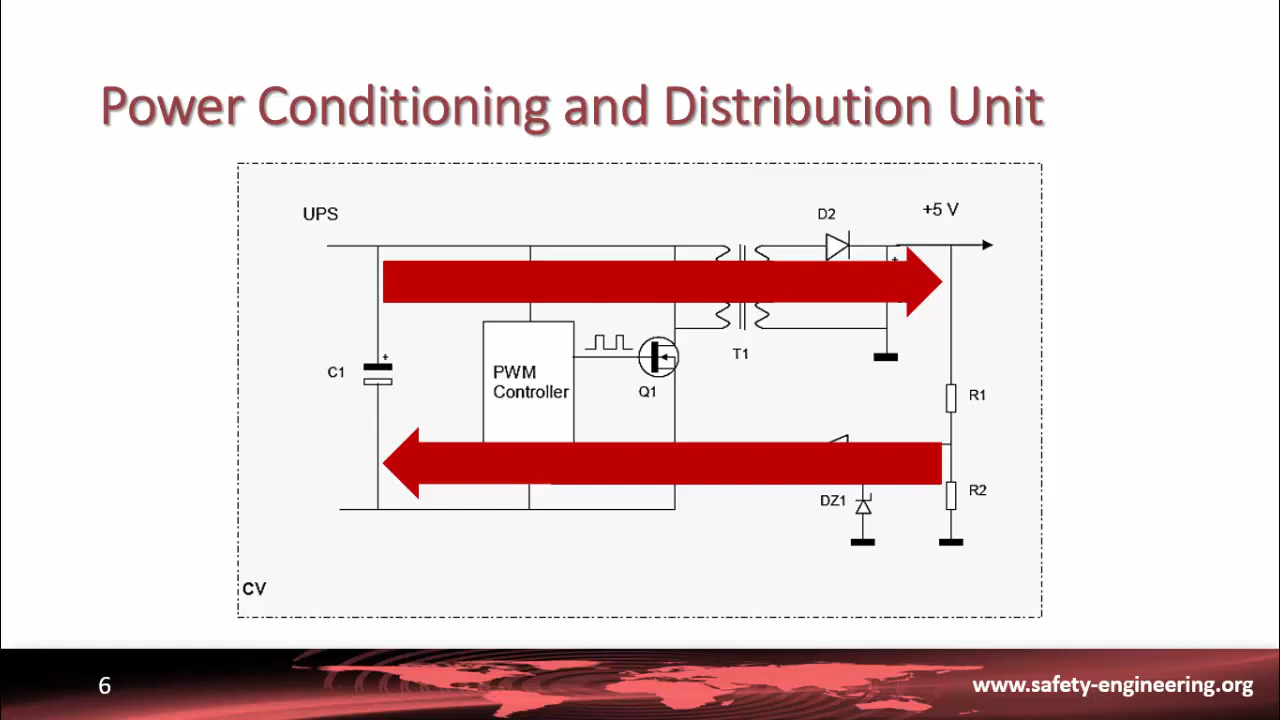 Power Conditioning and Distribution Unit
UPS
D2
+5 V
+
+
C1
PWM
Controller
Q1
T1
R1
R2
DZ1
CV
6
www.safety-engineering.org